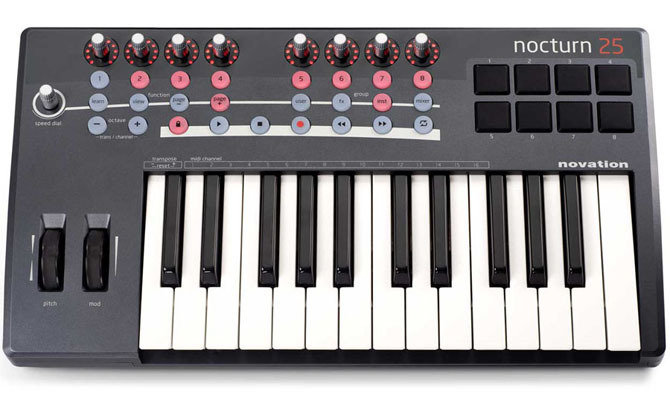 nocturn 25
1 2 3 4 5 6 7 8
1 2 3 4
learn view function page - page + user fx group inst mixer
speed dial
- octave +
trans / channel
5 6 7 8
transpose midi channel
reset ? 1 2 3 4 5 6 7 8 9 10 11 12 13 14 15 16
novation
pitch mod